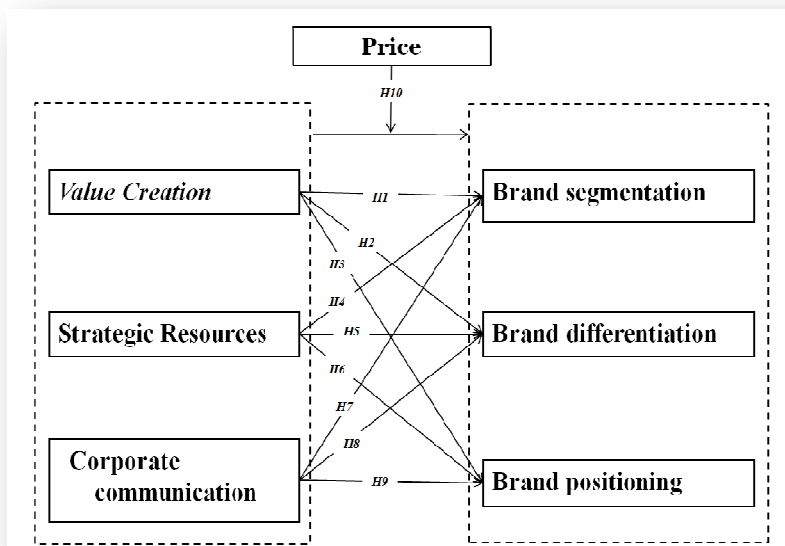 Price
H10
Value Creation
H1
Brand segmentation
H2
H3
H4
Strategic Resources
H5
Brand differentiation
H6
H7
Corporate
communication
H8
H9
Brand positioning